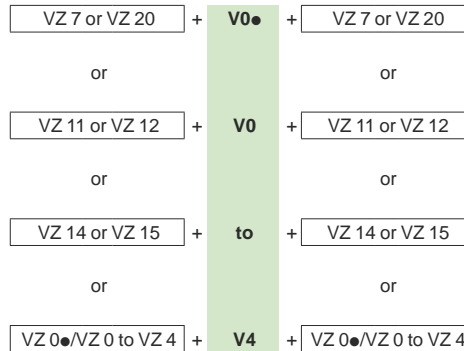 VZ 7 or VZ 20 + V0● + VZ 7 or VZ 20
or or
VZ 11 or VZ 12 + V0 + VZ 11 or VZ 12
or or
VZ 14 or VZ 15 + to + VZ 14 or VZ 15
or or
VZ 0●/VZ 0 to VZ 4 + V4 + VZ 0●/VZ 0 to VZ 4